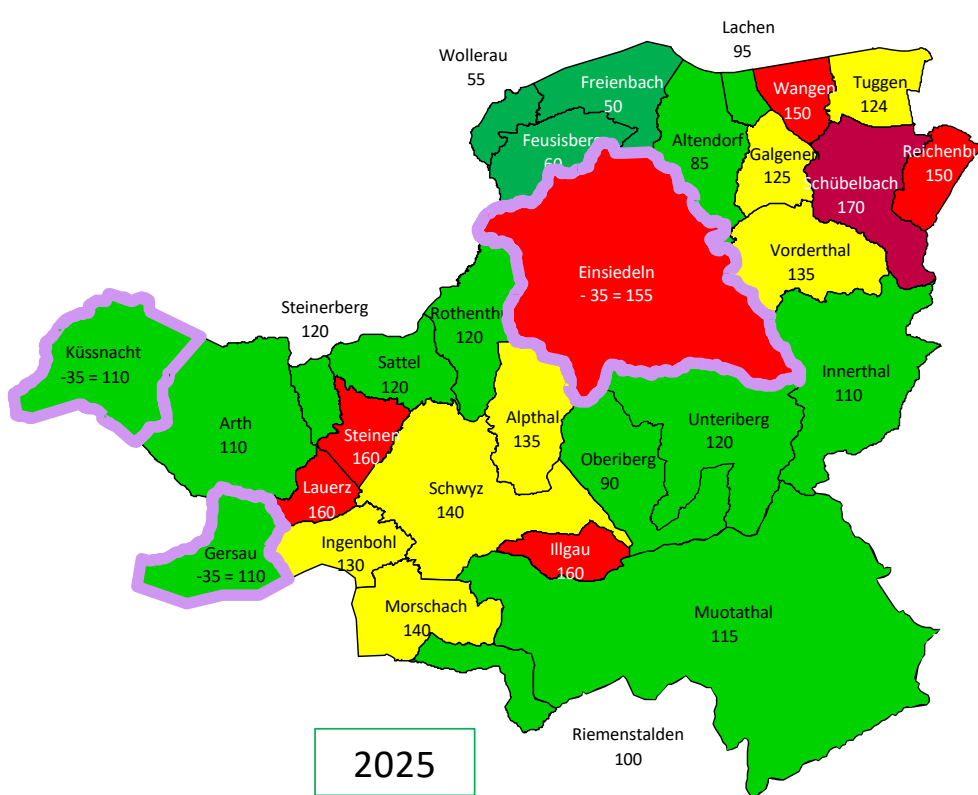 Lachen
95
Wollerau
55
Freienbach
50
Wangen
150
Tuggen
124
Feusisberg
60
Altendorf
85
Galgenen
125
Schübelbach
170
Reichenbu
150
Vorderthal
135
Einsiedeln
- 35 = 155
Steinerberg
120
Rothenthu
120
Küssnacht
-35 = 110
Sattel
120
Innerthal
110
Arth
110
Steinen
160
Alpthal
135
Unteriberg
120
Oberiberg
90
Lauerz
160
Schwyz
140
Gersau
-35 = 110
Ingenbohl
130
Illgau
160
Morschach
140
Muotathal
115
Riemenstalden
100
2025